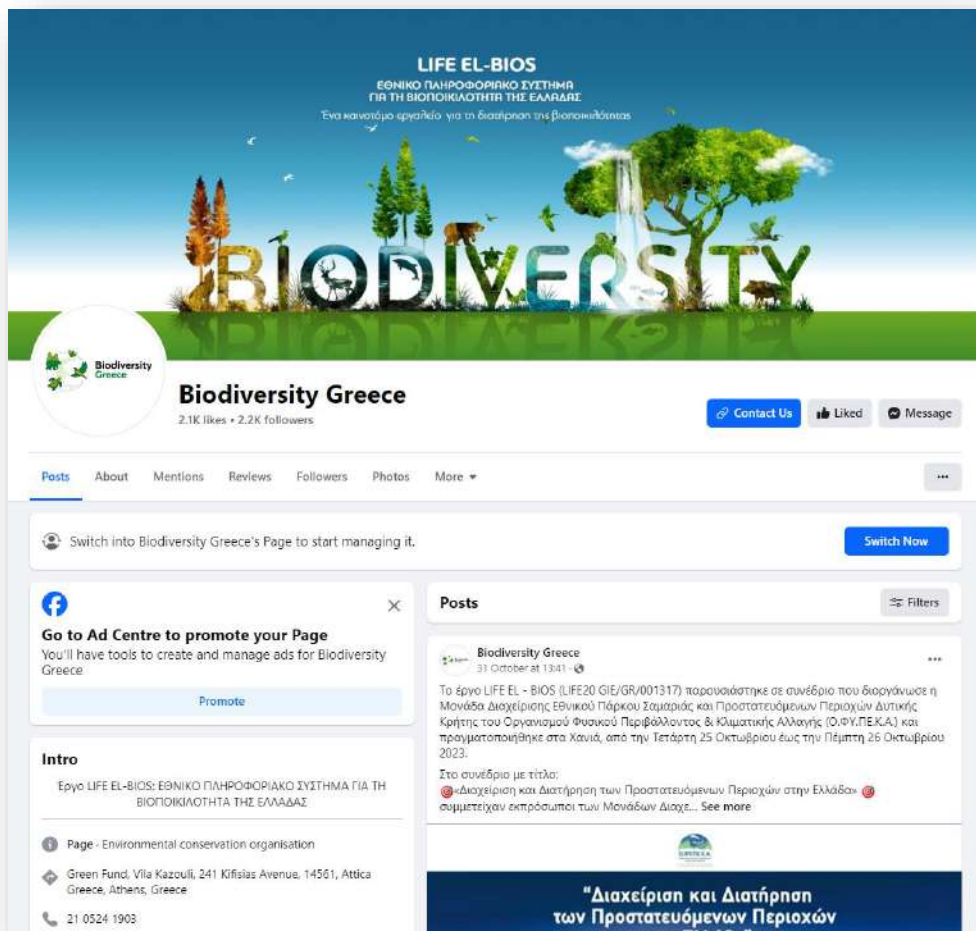 LIFE EL-BIOS
ΕΘΝΙΚΟ ΠΛΗΡΟΦΟΡΙΑΚΟ ΣΥΣΤΗΜΑ
ΓΙΑ ΤΗ ΒΙΟΠΟΙΚΙΛΟΤΗΤΑ ΤΗΣ ΕΛΛΑΔΑΣ
Ένα καινοτόμο εργαλείο για τη διατήρηση της βιοποικιλότητας
BIODIVERSITY
Biodiversity
Greece
Biodiversity Greece
2.1K likes • 2.2K followers
Contact Us
Liked
Message
Posts
About
Mentions
Reviews
Followers
Photos
More
Switch into Biodiversity Greece's Page to start managing it.
Switch Now
Go to Ad Centre to promote your Page
You'll have tools to create and manage ads for Biodiversity
Greece
Promote
Intro
Έργο LIFE EL-BIOS: ΕΘΝΙΚΟ ΠΛΗΡΟΦΟΡΙΑΚΟ ΣΥΣΤΗΜΑ ΓΙΑ ΤΗ
ΒΙΟΠΟΙΚΙΛΟΤΗΤΑ ΤΗΣ ΕΛΛΑΔΑΣ
Page · Environmental conservation organisation
Green Fund, Vila Kazouli, 241 Kifisias Avenue, 14561, Attica
Greece, Athens, Greece
21 0524 1903
Posts
Filters
Biodiversity Greece
31 October at 13:41 ·
Το έργο LIFE EL - BIOS (LIFE20 GIE/GR/001317) παρουσιάστηκε σε συνέδριο που διοργάνωσε η
Μονάδα Διαχείρισης Εθνικού Πάρκου Σαμαριάς και Προστατευόμενων Περιοχών Δυτικής
Κρήτης του Οργανισμού Φυσικού Περιβάλλοντος & Κλιματικής Αλλαγής (Ο.ΦΥ.ΠΕ.Κ.Α.) και
πραγματοποιήθηκε στα Χανιά, από την Τετάρτη 25 Οκτωβρίου έως την Πέμπτη 26 Οκτωβρίου
2023.
Στο συνέδριο με τίτλο:
«Διαχείριση και Διατήρηση των Προστατευόμενων Περιοχών στην Ελλάδα»
συμμετείχαν εκπρόσωποι των Μονάδων Διαχε... See more
"Διαχείριση και Διατήρηση
των Προστατευόμενων Περιοχών